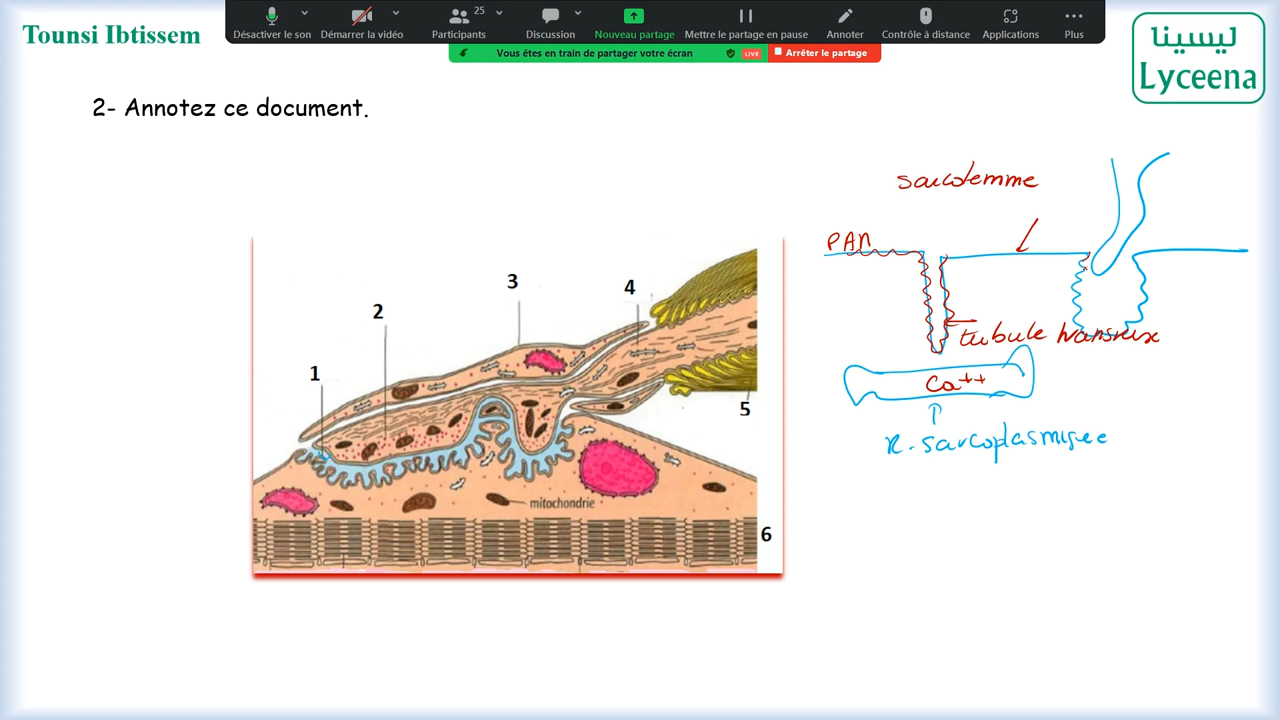 Tounsi Ibtissem
Désactiver le son
Démarrer la vidéo
Participants
25
Discussion
Nouveau partage
Mettre le partage en pause
Annoter
Contrôle à distance
Applications
Plus
Vous êtes en train de partager votre écran
LIVE
Arrêter le partage
ليسينا
Lyceena
2- Annotez ce document.
sarcolemme
PAM
tubule transverse
Ca++
R. sarcoplasmique
1
2
3
4
5
6
mitochondrie